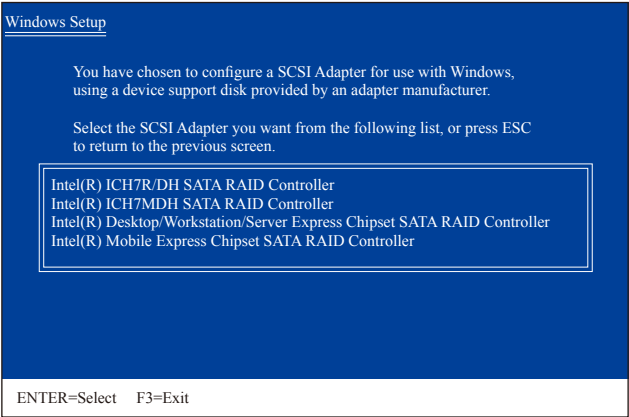 Windows Setup
You have chosen to configure a SCSI Adapter for use with Windows,
using a device support disk provided by an adapter manufacturer.
Select the SCSI Adapter you want from the following list, or press ESC
to return to the previous screen.
Intel(R) ICH7R/DH SATA RAID Controller
Intel(R) ICH7MDH SATA RAID Controller
Intel(R) Desktop/Workstation/Server Express Chipset SATA RAID Controller
Intel(R) Mobile Express Chipset SATA RAID Controller
ENTER=Select F3=Exit